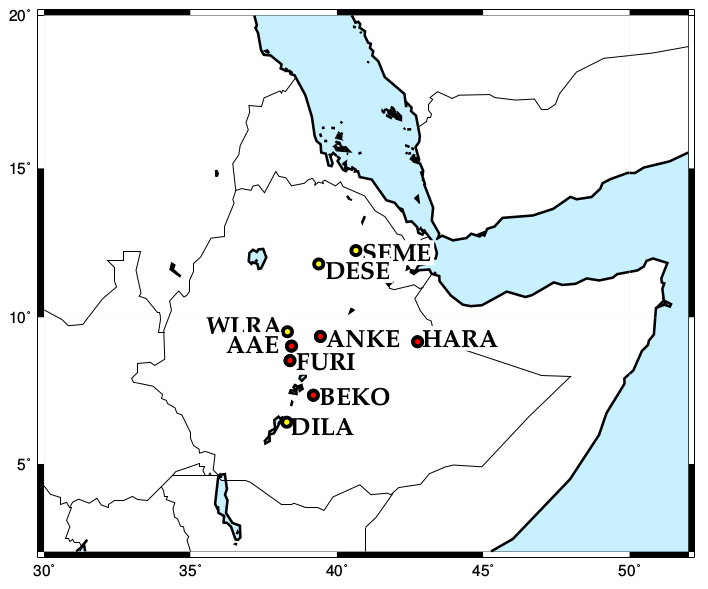 20°
15°
SEME
DESE
10°
WLRA
ANKE
HARA
AAE
FURI
BEKO
DILA
5°
30°
35°
40°
45°
50°